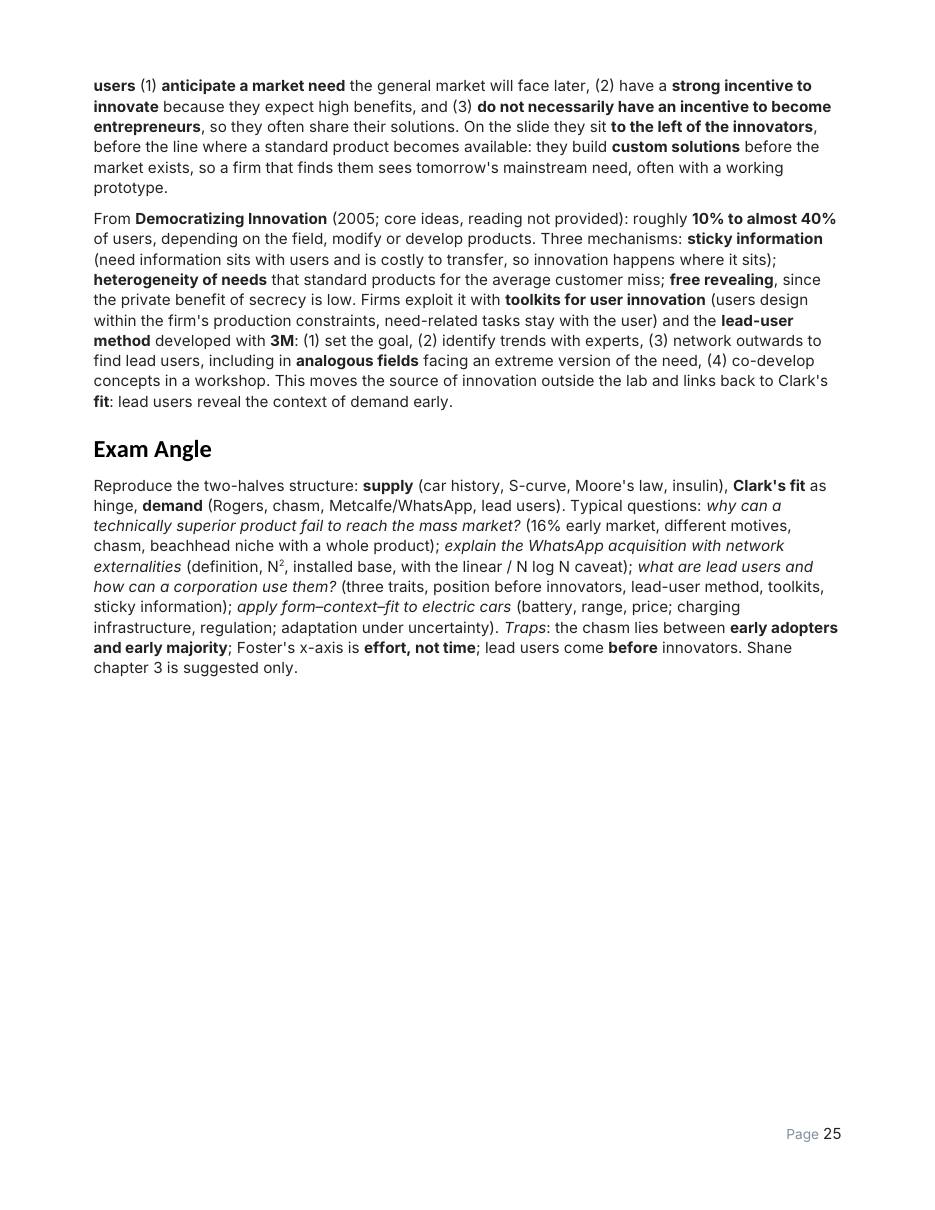 users (1) anticipate a market need the general market will face later, (2) have a strong incentive to
innovate because they expect high benefits, and (3) do not necessarily have an incentive to become
entrepreneurs, so they often share their solutions. On the slide they sit to the left of the innovators,
before the line where a standard product becomes available: they build custom solutions before the
market exists, so a firm that finds them sees tomorrow's mainstream need, often with a working
prototype.
From Democratizing Innovation (2005; core ideas, reading not provided): roughly 10% to almost 40%
of users, depending on the field, modify or develop products. Three mechanisms: sticky information
(need information sits with users and is costly to transfer, so innovation happens where it sits);
heterogeneity of needs that standard products for the average customer miss; free revealing, since
the private benefit of secrecy is low. Firms exploit it with toolkits for user innovation (users design
within the firm's production constraints, need-related tasks stay with the user) and the lead-user
method developed with 3M: (1) set the goal, (2) identify trends with experts, (3) network outwards to
find lead users, including in analogous fields facing an extreme version of the need, (4) co-develop
concepts in a workshop. This moves the source of innovation outside the lab and links back to Clark's
fit: lead users reveal the context of demand early.
Exam Angle
Reproduce the two-halves structure: supply (car history, S-curve, Moore's law, insulin), Clark's fit as
hinge, demand (Rogers, chasm, Metcalfe/WhatsApp, lead users). Typical questions: why can a
technically superior product fail to reach the mass market? (16% early market, different motives,
chasm, beachhead niche with a whole product); explain the WhatsApp acquisition with network
externalities (definition, N², installed base, with the linear / N log N caveat); what are lead users and
how can a corporation use them? (three traits, position before innovators, lead-user method, toolkits,
sticky information); apply form–context–fit to electric cars (battery, range, price; charging
infrastructure, regulation; adaptation under uncertainty). Traps: the chasm lies between early adopters
and early majority; Foster's x-axis is effort, not time; lead users come before innovators. Shane
chapter 3 is suggested only.
Page 25